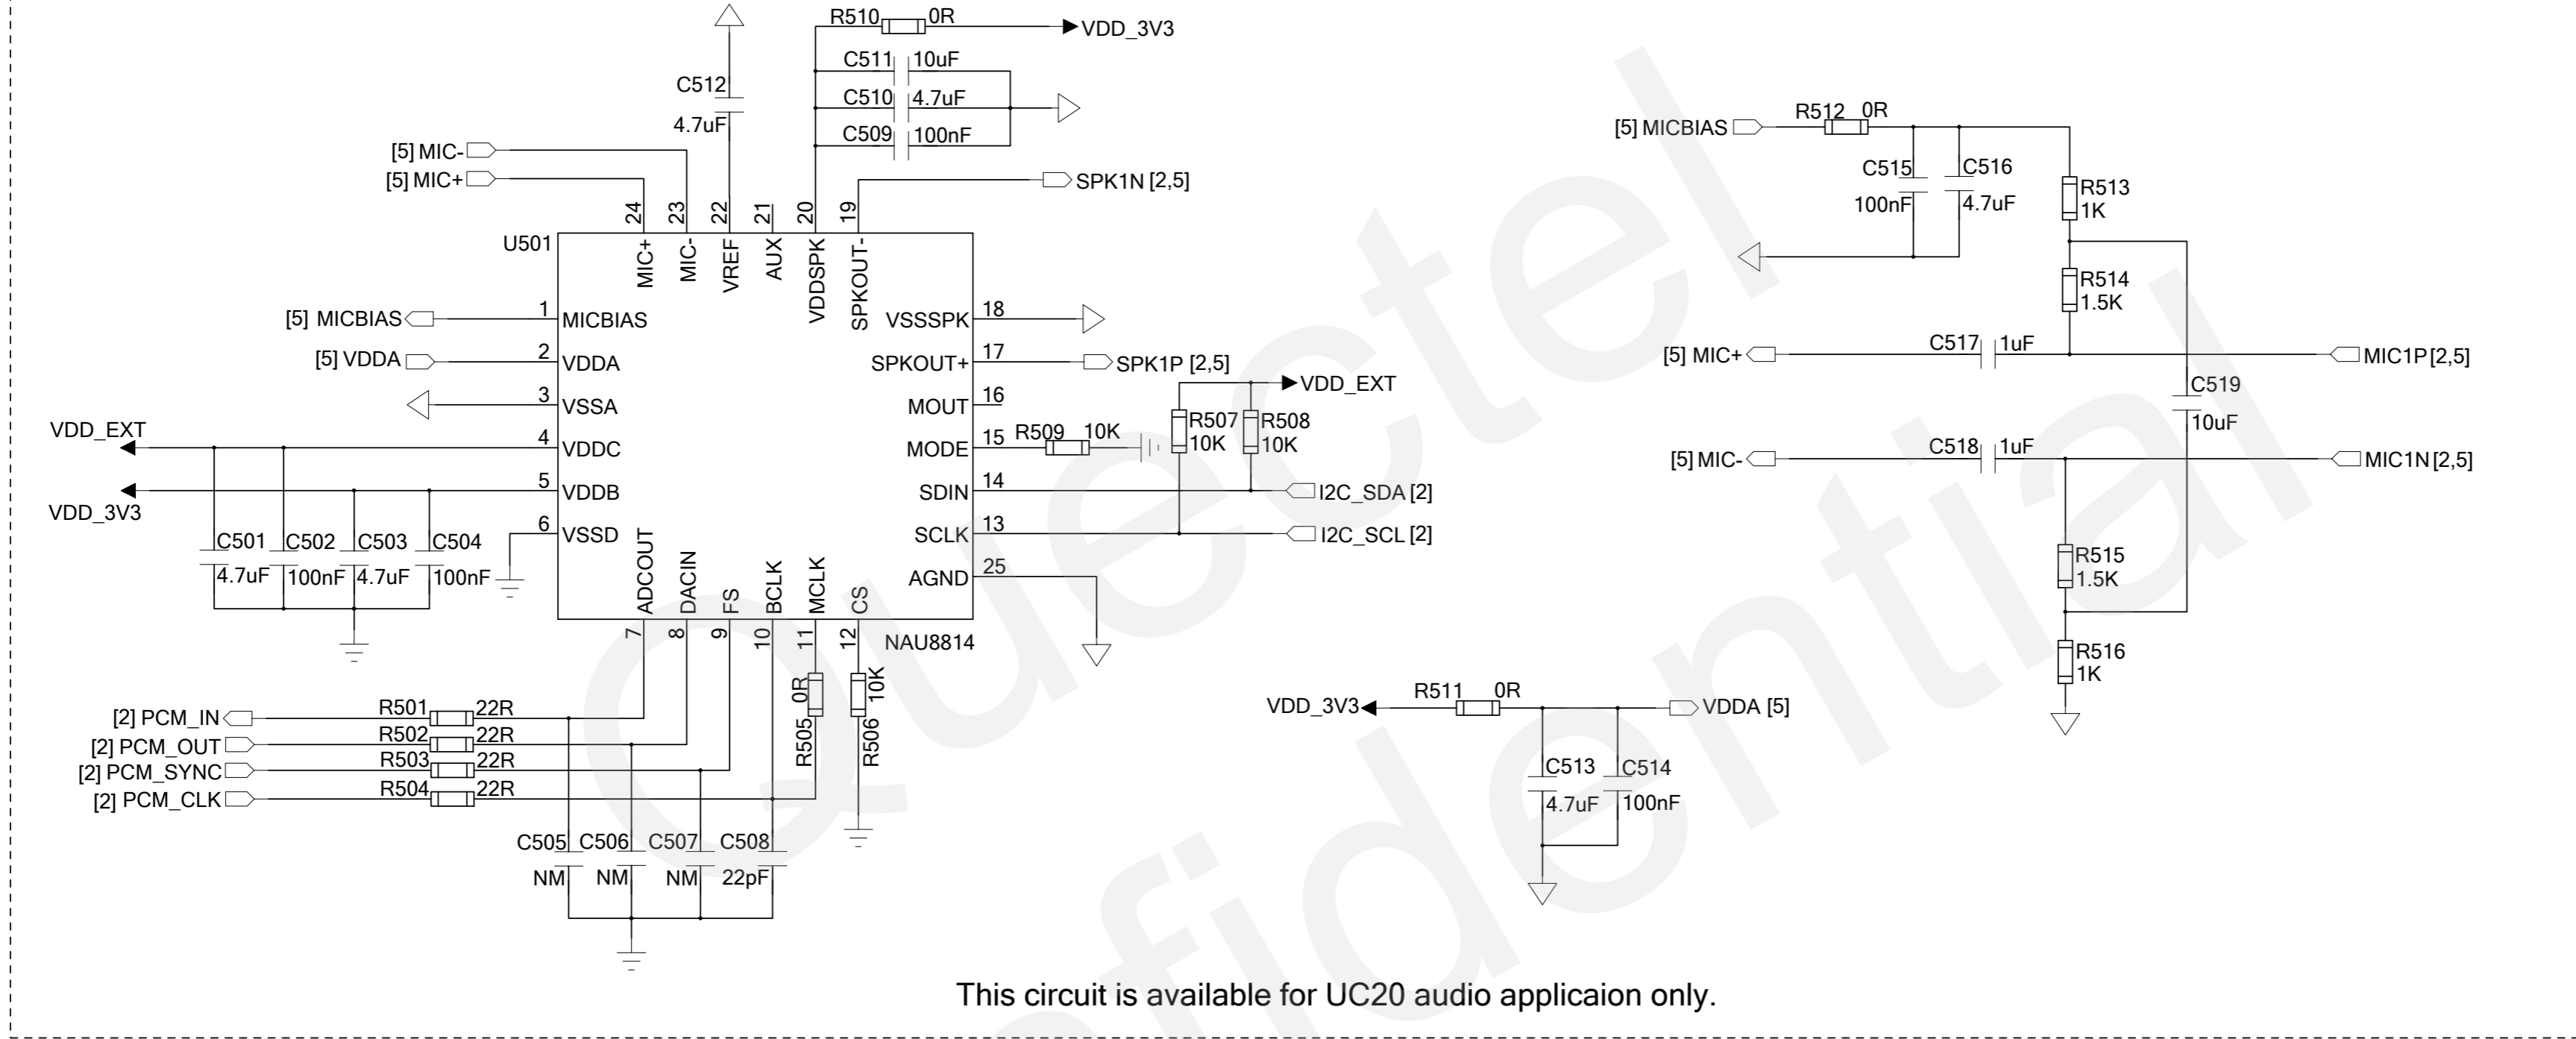 R510 0R
VDD_3V3
C511 10uF
C510 4.7uF
C509 100nF
C512
4.7uF
[5] MIC-
[5] MIC+
SPK1N [2,5]
24 23 22 21 20 19
U501
MIC+ MIC- VREF AUX VDDSPK SPKOUT-
[5] MICBIAS 1 MICBIAS
[5] VDDA 2 VDDA
3 VSSA
VDD_EXT
4 VDDC
5 VDDB
VDD_3V3
6 VSSD
VSSSPK 18
SPKOUT+ 17 SPK1P [2,5]
VDD_EXT
MOUT 16
MODE 15 R509 10K
R507
10K
R508
10K
SDIN 14 I2C_SDA [2]
SCLK 13 I2C_SCL [2]
AGND 25
C501 C502 C503 C504
4.7uF 100nF 4.7uF 100nF
ADCOUT DACIN FS BCLK MCLK CS
7 8 9 10 11 12
NAU8814
R505 0R
R506 10K
[2] PCM_IN R501 22R
[2] PCM_OUT R502 22R
[2] PCM_SYNC R503 22R
[2] PCM_CLK R504 22R
C505 C506 C507 C508
NM NM NM 22pF
[5] MICBIAS R512 0R
C515 C516
100nF 4.7uF
R513
1K
R514
1.5K
[5] MIC+ C517 1uF MIC1P [2,5]
C519
10uF
[5] MIC- C518 1uF MIC1N [2,5]
R515
1.5K
R516
1K
VDD_3V3 R511 0R VDDA [5]
C513 C514
4.7uF 100nF
This circuit is available for UC20 audio applicaion only.
Quectel